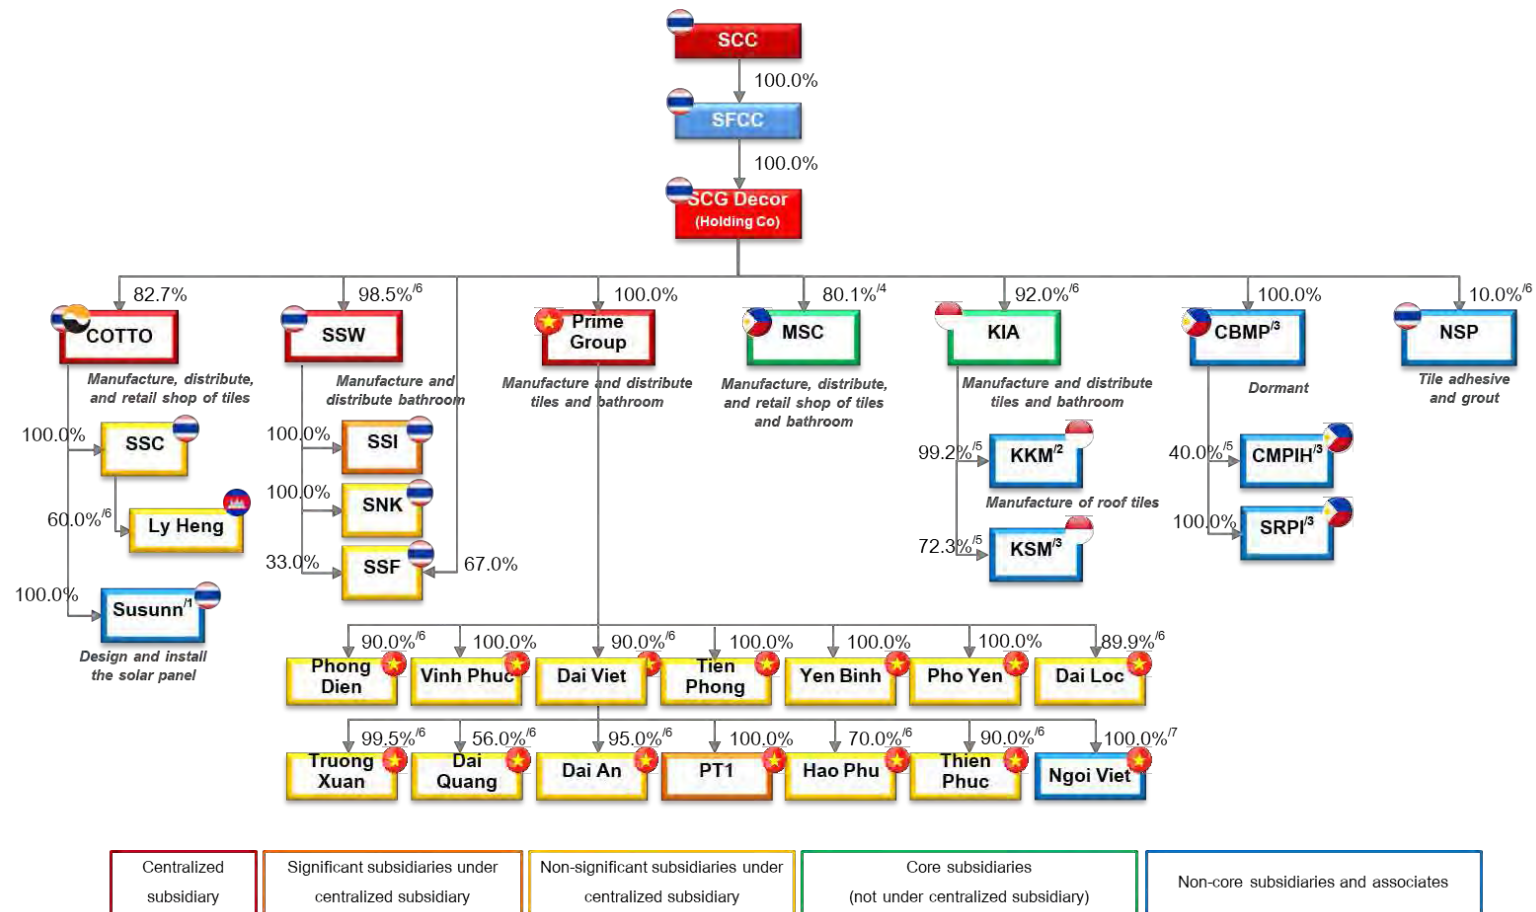 SCC
100.0%
SFCC
100.0%
SCG Decor
(Holding Co)
82.7%
98.5%/6
100.0%
80.1%/4
92.0%/6
100.0%
10.0%/6
COTTO
SSW
Prime
Group
MSC
KIA
CBMP/3
NSP
Manufacture, distribute,
and retail shop of tiles
Manufacture and
distribute bathroom
Manufacture and distribute
tiles and bathroom
Manufacture, distribute,
and retail shop of tiles
and bathroom
Manufacture and distribute
tiles and bathroom
Dormant
Tile adhesive
and grout
100.0%
SSC
60.0%/6
Ly Heng
100.0%
Susunn/1
Design and install
the solar panel
100.0%
SSI
100.0%
SNK
33.0%
SSF
67.0%
99.2%/5
KKM/2
Manufacture of roof tiles
72.3%/5
KSM/3
40.0%/5
CMPIH/3
100.0%
SRPI/3
90.0%/6
100.0%
90.0%/6
100.0%
100.0%
100.0%
89.9%/6
Phong
Dien
Vinh Phuc
Dai Viet
Tien
Phong
Yen Binh
Pho Yen
Dai Loc
99.5%/6
56.0%/6
95.0%/6
100.0%
70.0%/6
90.0%/6
100.0%/7
Truong
Xuan
Dai
Quang
Dai An
PT1
Hao Phu
Thien
Phuc
Ngoi Viet
Centralized
subsidiary
Significant subsidiaries under
centralized subsidiary
Non-significant subsidiaries under
centralized subsidiary
Core subsidiaries
(not under centralized subsidiary)
Non-core subsidiaries and associates